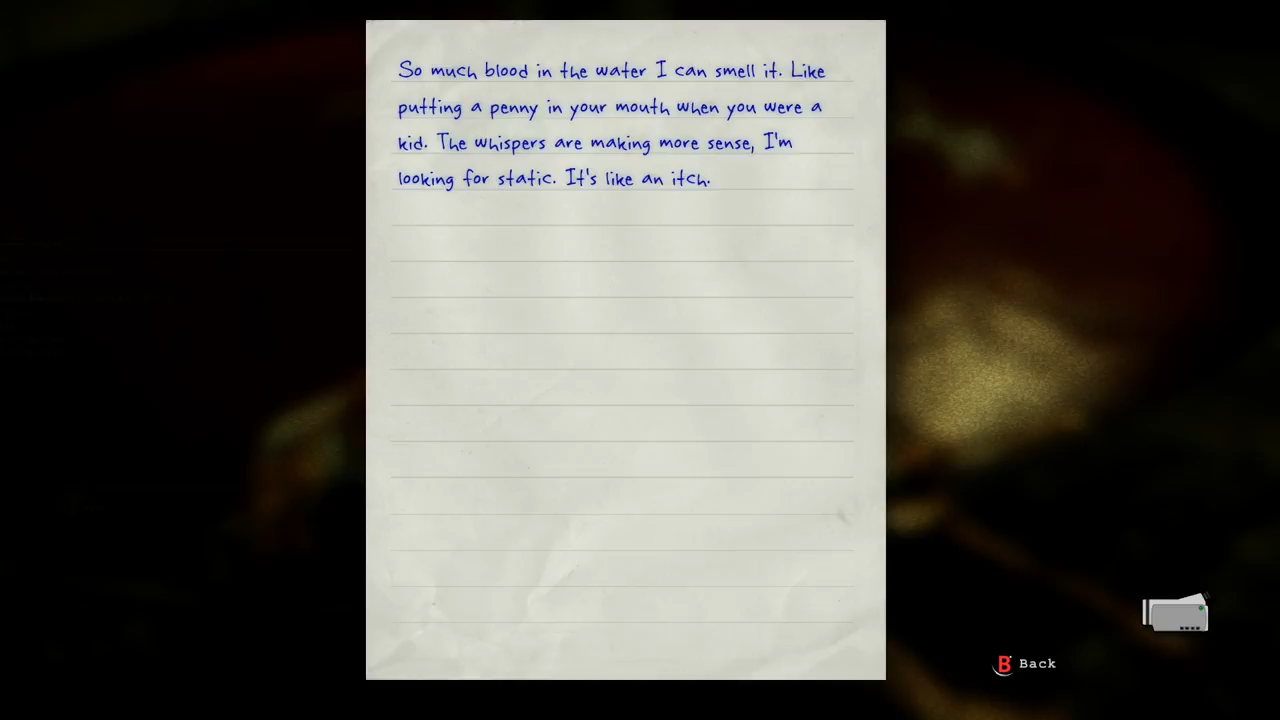 So much blood in the water I can smell it. Like
putting a penny in your mouth when you were a
kid. The whispers are making more sense, I'm
looking for static. It's like an itch.
B Back